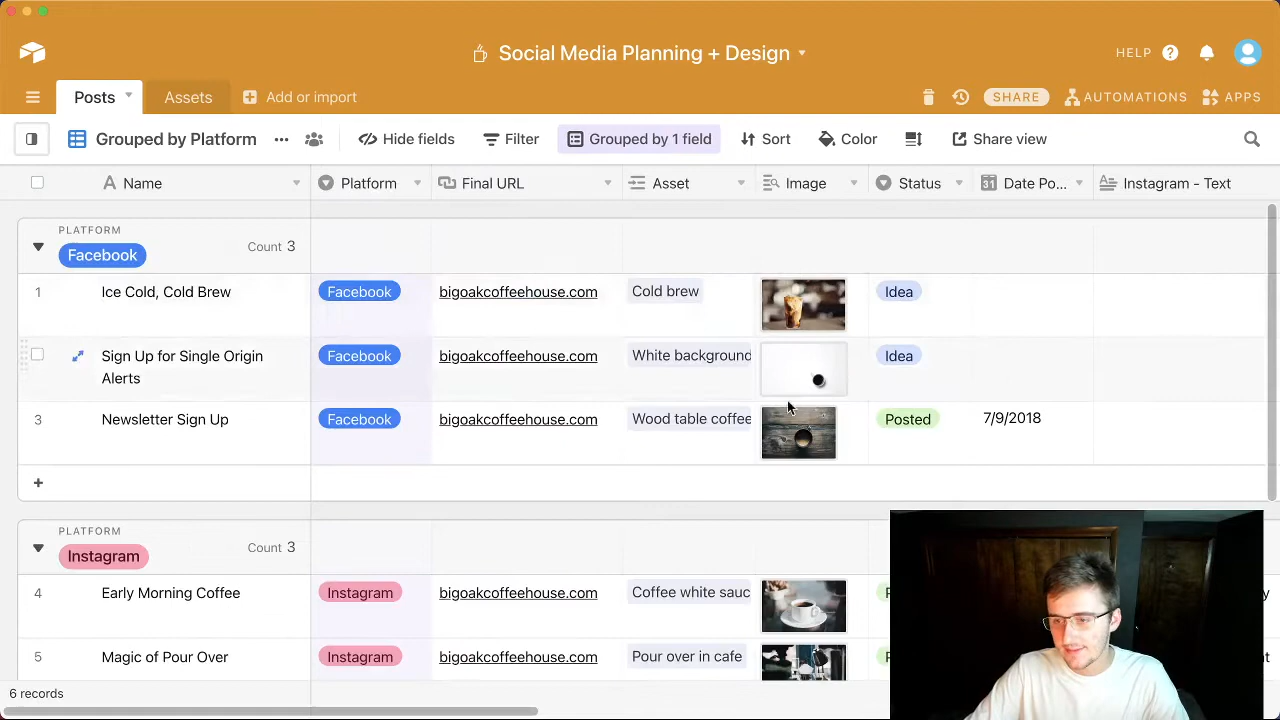 Social Media Planning + Design
HELP
Posts
Assets
Add or import
SHARE
AUTOMATIONS
APPS
Grouped by Platform
Hide fields
Filter
Grouped by 1 field
Sort
Color
Share view
Name
Platform
Final URL
Asset
Image
Status
31
Date Po...
Instagram - Text
PLATFORM
Facebook
Count 3
1 Ice Cold, Cold Brew Facebook bigoakcoffeehouse.com Cold brew Idea
Sign Up for Single Origin Facebook bigoakcoffeehouse.com White background Idea
Alerts
3 Newsletter Sign Up Facebook bigoakcoffeehouse.com Wood table coffee Posted 7/9/2018
+
PLATFORM
Instagram
Count 3
4 Early Morning Coffee Instagram bigoakcoffeehouse.com Coffee white sauc
5 Magic of Pour Over Instagram bigoakcoffeehouse.com Pour over in cafe
6 records